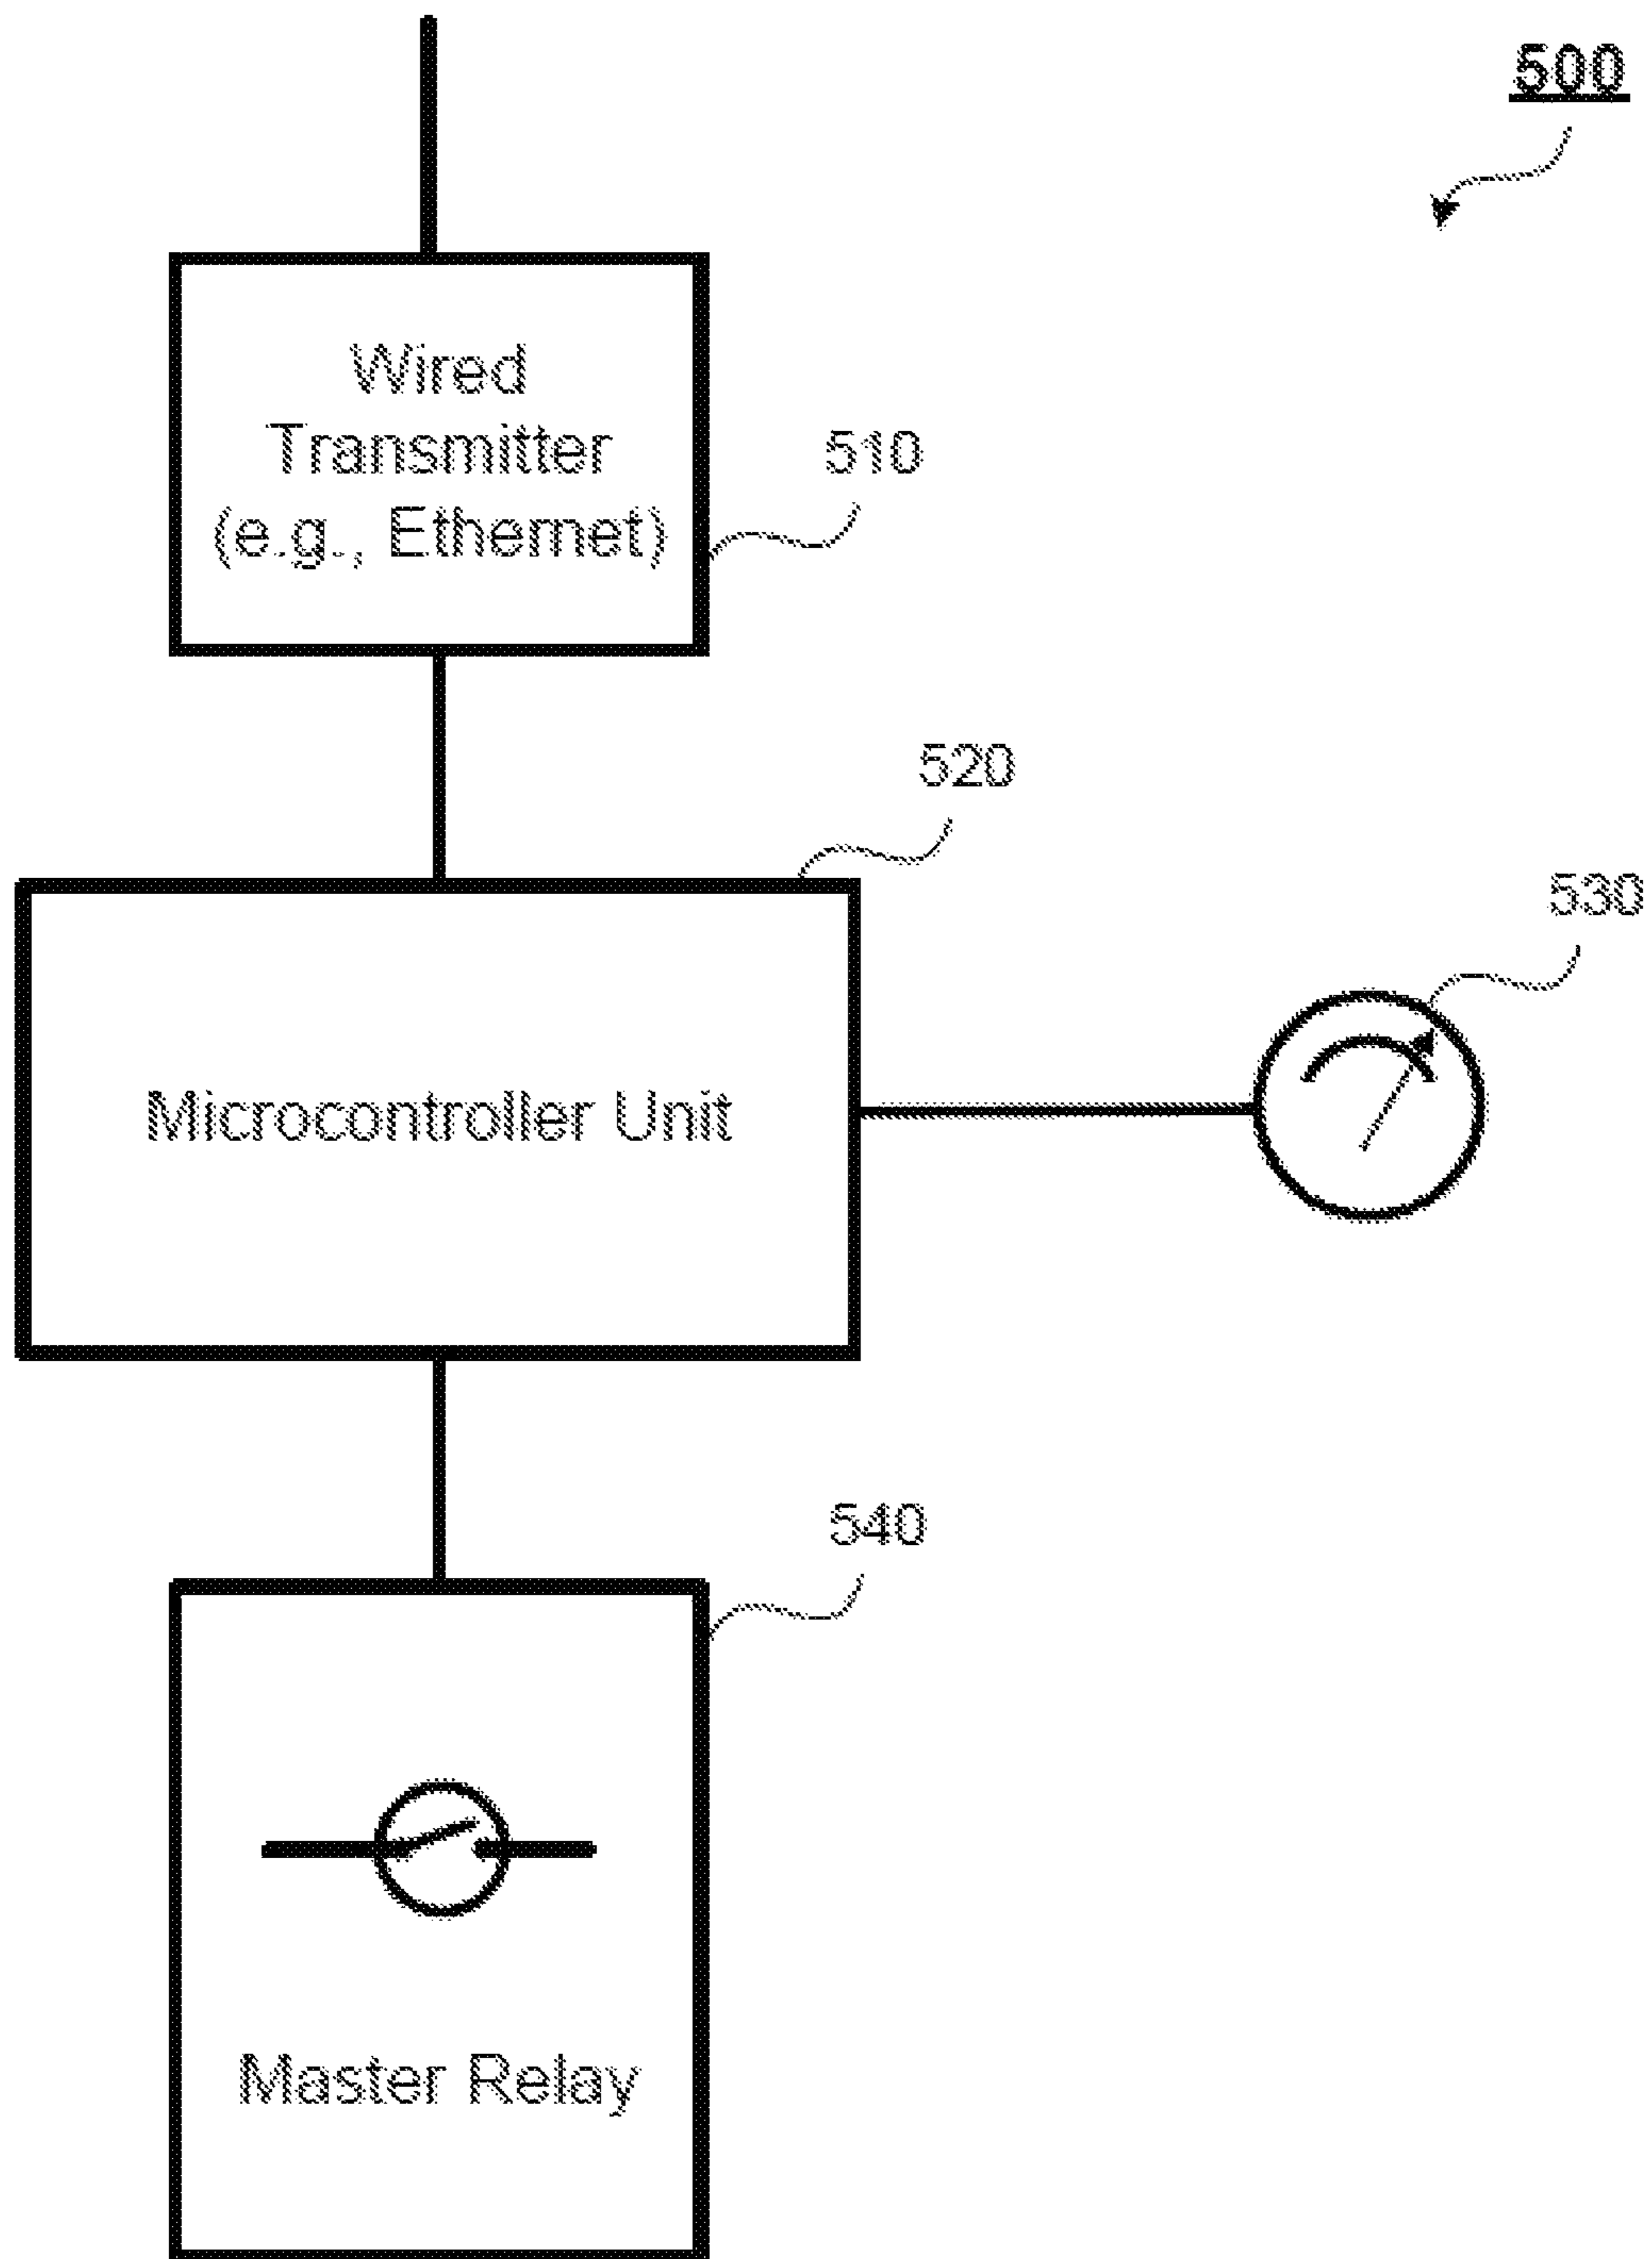 500
Wired
Transmitter
(e.g., Ethernet)
510
520
530
Microcontroller Unit
540
Master Relay